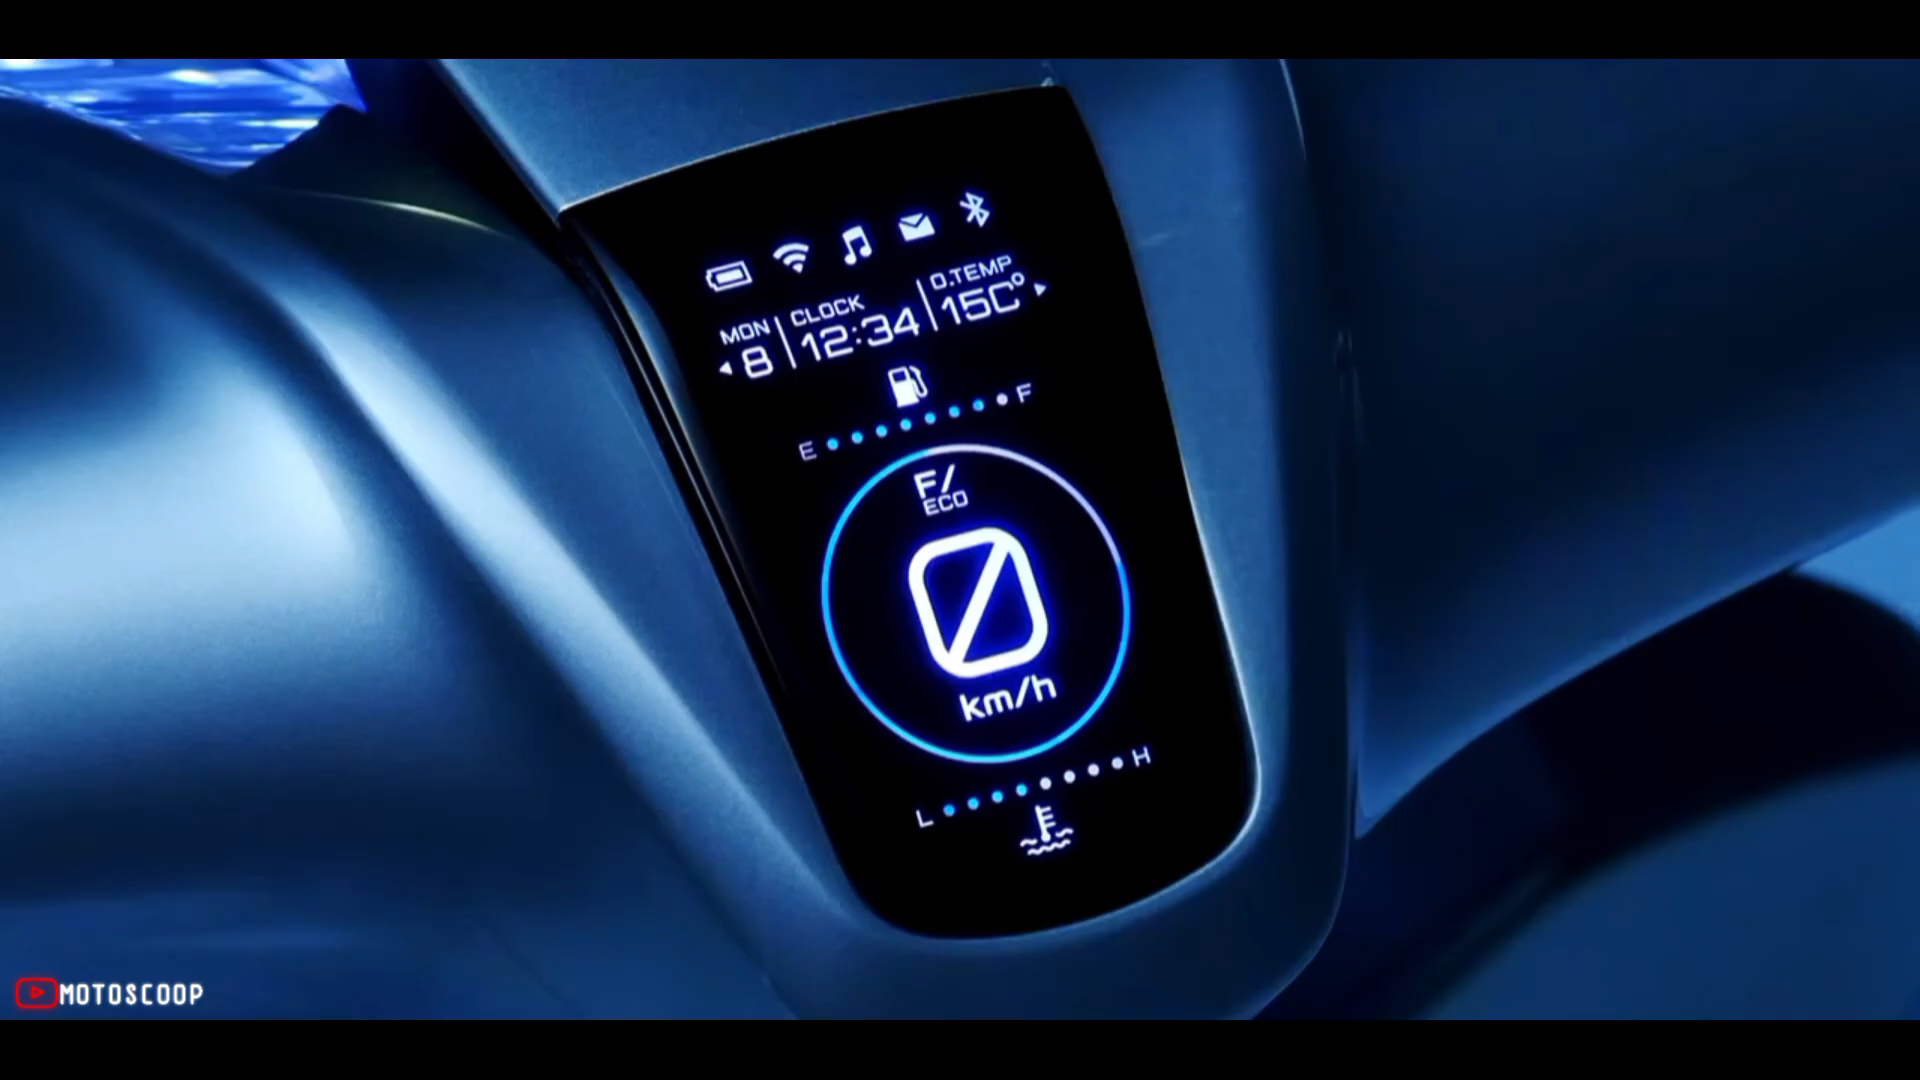 MON CLOCK O.TEMP
8 12:34 15C°
E F
F/
ECO
0
km/h
L H
MOTOSCOOP